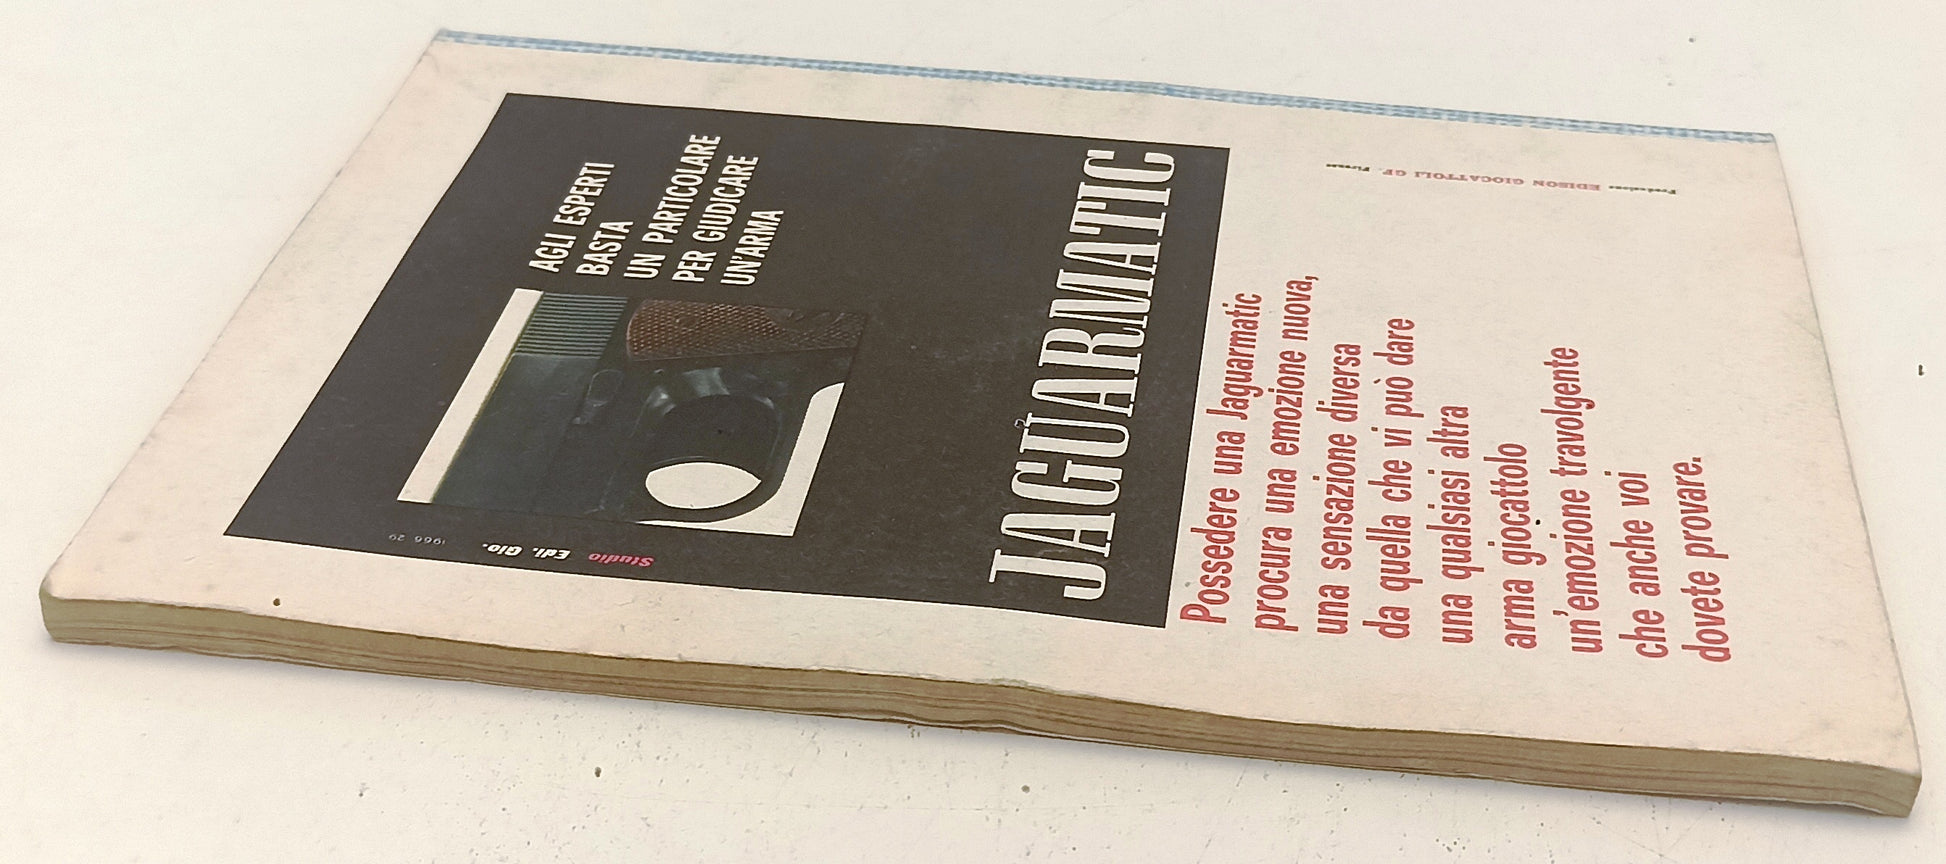 AGLI ESPERTI
BASTA
UN PARTICOLARE
PER GIUDICARE
UN'ARMA
Studio Edi. Gio.
1966 29
JAGUARMATIC
Possedere una Jaguarmatic
procura una emozione nuova,
una sensazione diversa
da quella che vi può dare
una qualsiasi altra
arma giocattolo
un'emozione travolgente
che anche voi
dovete provare.
Produzione EDISON GIOCATTOLI GF. Firenze